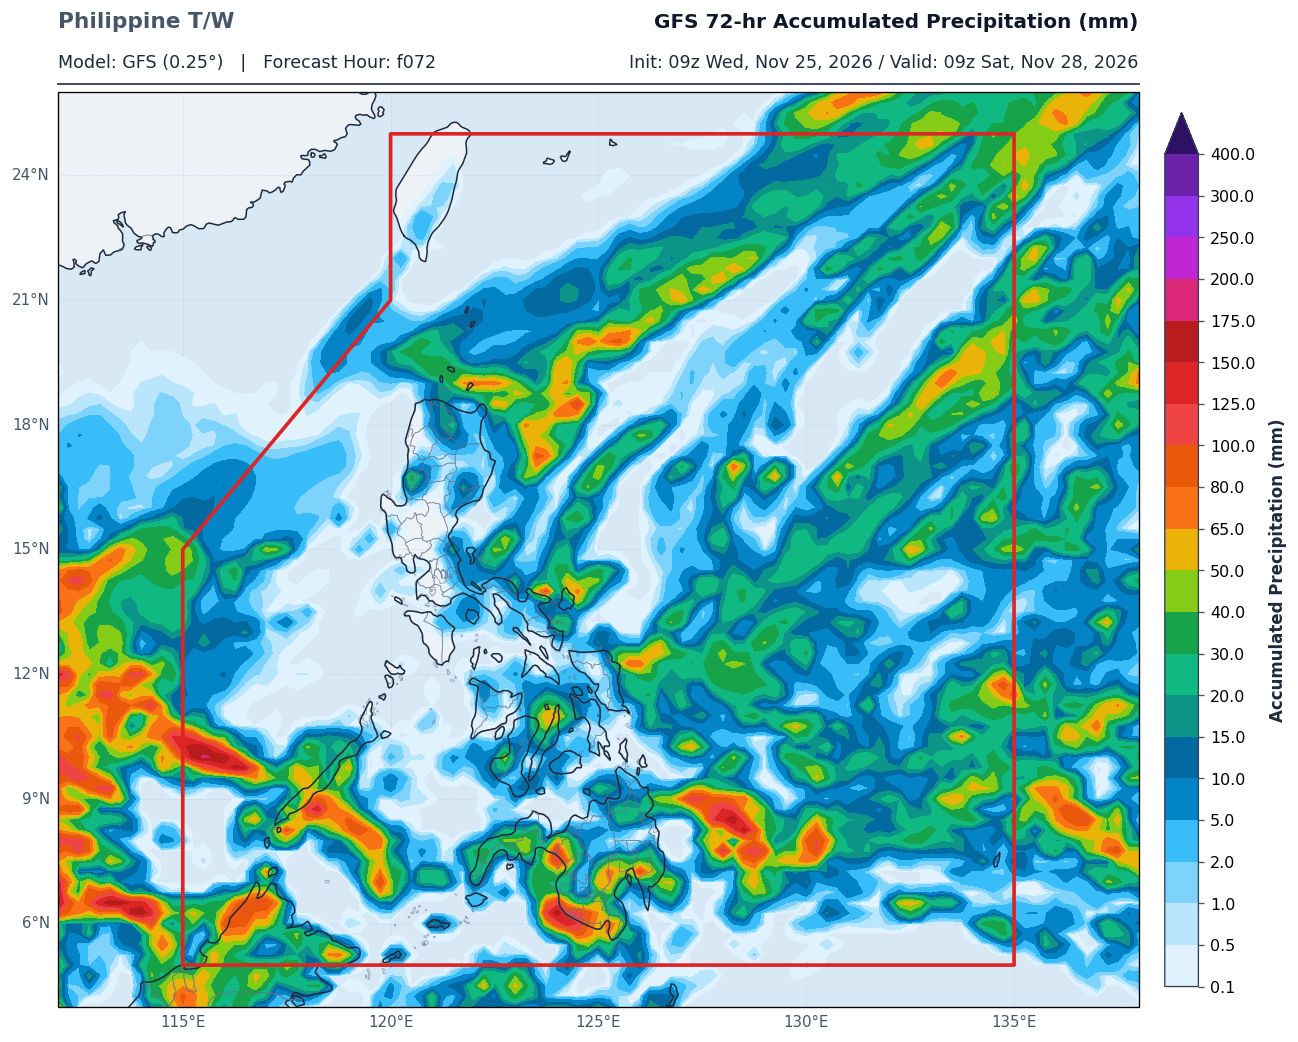 Philippine T/W
GFS 72-hr Accumulated Precipitation (mm)
Model: GFS (0.25°)   |   Forecast Hour: f072
Init: 09z Wed, Nov 25, 2026 / Valid: 09z Sat, Nov 28, 2026
24°N
21°N
18°N
15°N
12°N
9°N
6°N
115°E
120°E
125°E
130°E
135°E
400.0
300.0
250.0
200.0
175.0
150.0
125.0
100.0
80.0
65.0
50.0
40.0
30.0
20.0
15.0
10.0
5.0
2.0
1.0
0.5
0.1
Accumulated Precipitation (mm)